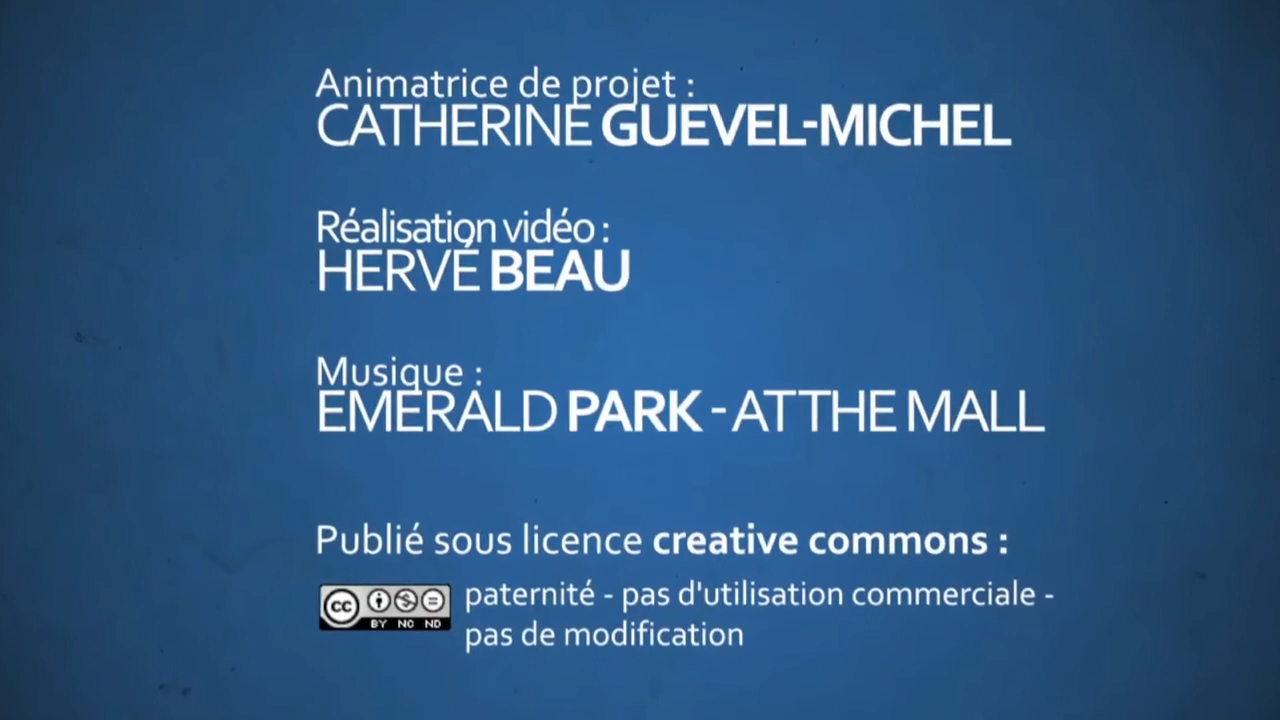 Animatrice de projet :
CATHERINE GUEVEL-MICHEL
Réalisation vidéo :
HERVÉ BEAU
Musique :
EMERALD PARK - AT THE MALL
Publié sous licence creative commons :
cc BY NC ND
paternité - pas d'utilisation commerciale -
pas de modification